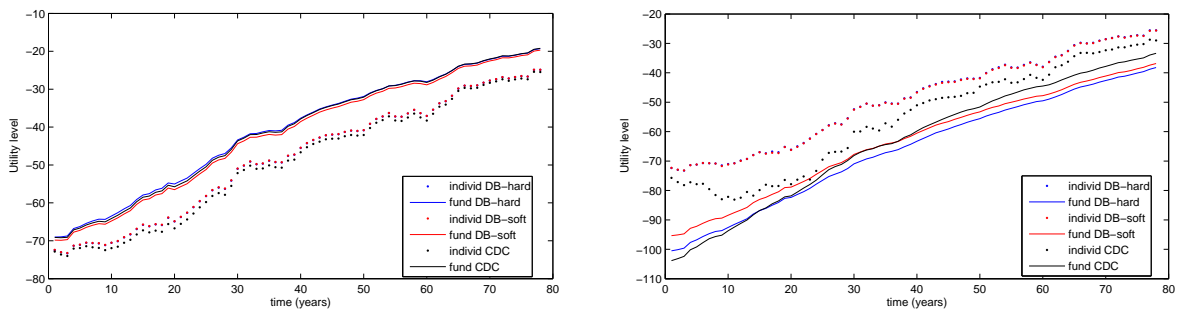 −10
−20
−30
−40
−50
−60
−70
−80
0 10 20 30 40 50 60 70 80
time (years)
Utility level
individ DB−hard
fund DB−hard
individ DB−soft
fund DB−soft
individ CDC
fund CDC
−20
−30
−40
−50
−60
−70
−80
−90
−100
−110
0 10 20 30 40 50 60 70 80
time (years)
Utility level
individ DB−hard
fund DB−hard
individ DB−soft
fund DB−soft
individ CDC
fund CDC